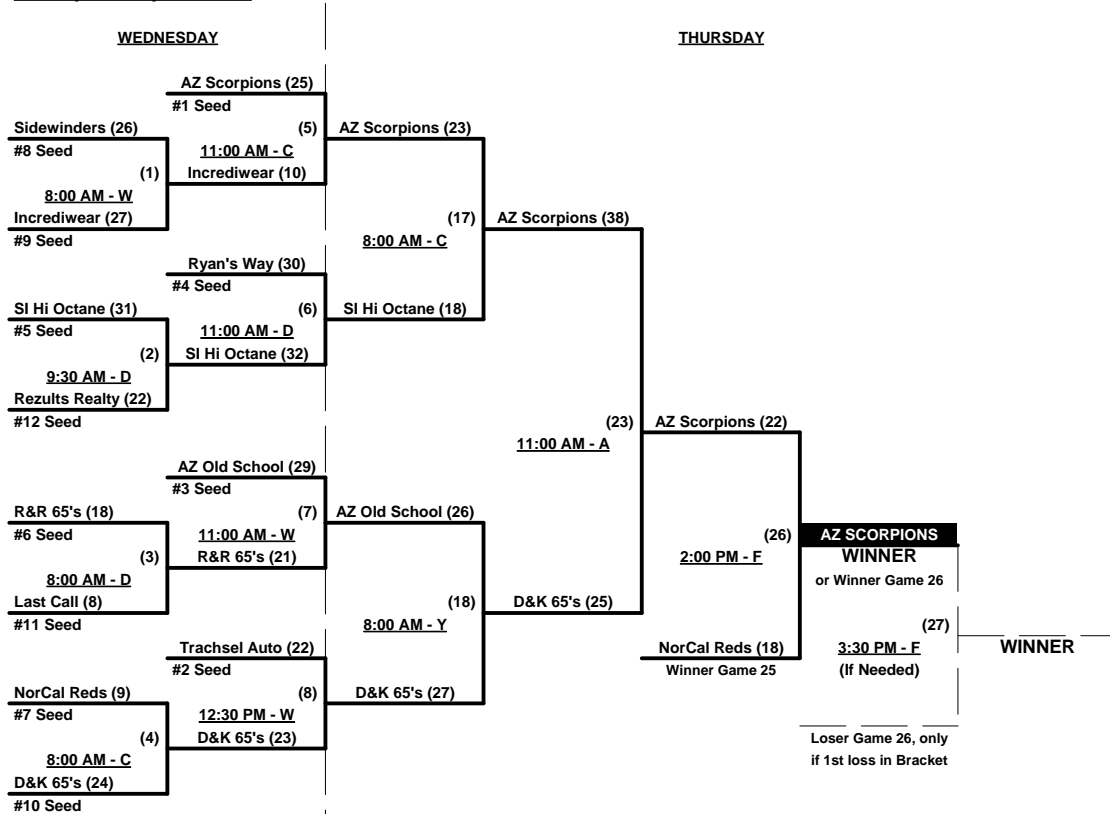 WEDNESDAY
THURSDAY
AZ Scorpions (25)
#1 Seed
Sidewinders (26)
#8 Seed
(5)
11:00 AM - C
AZ Scorpions (23)
(1)
8:00 AM - W
Incrediwear (10)
Incrediwear (27)
#9 Seed
(17)
8:00 AM - C
AZ Scorpions (38)
Ryan's Way (30)
#4 Seed
SI Hi Octane (31)
#5 Seed
(6)
11:00 AM - D
SI Hi Octane (18)
(2)
9:30 AM - D
SI Hi Octane (32)
Rezults Realty (22)
#12 Seed
(23)
11:00 AM - A
AZ Scorpions (22)
AZ Old School (29)
#3 Seed
R&R 65's (18)
#6 Seed
(7)
11:00 AM - W
AZ Old School (26)
(3)
8:00 AM - D
R&R 65's (21)
Last Call (8)
#11 Seed
(26)
2:00 PM - F
AZ SCORPIONS
WINNER
or Winner Game 26
(18)
8:00 AM - Y
D&K 65's (25)
Trachsel Auto (22)
#2 Seed
NorCal Reds (9)
#7 Seed
(8)
12:30 PM - W
D&K 65's (27)
(4)
8:00 AM - C
D&K 65's (23)
D&K 65's (24)
#10 Seed
NorCal Reds (18)
Winner Game 25
(27)
3:30 PM - F
(If Needed)
WINNER
Loser Game 26, only
if 1st loss in Bracket